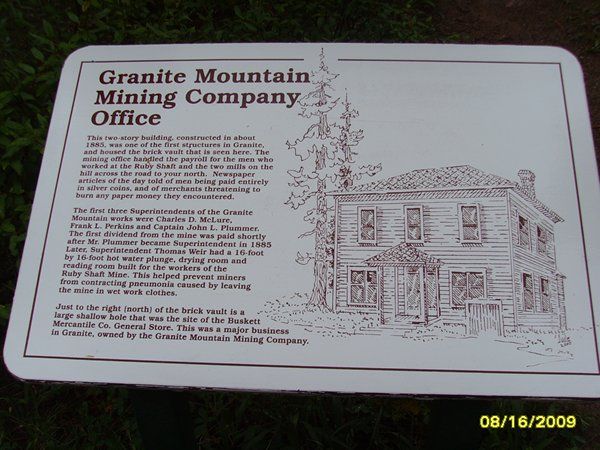 Granite Mountain
Mining Company
Office
This two-story building, constructed in about
1885, was one of the first structures in Granite,
and housed the brick vault that is seen here. The
mining office handled the payroll for the men who
worked at the Ruby Shaft and the two mills on the
hill across the road to your north. Newspaper
articles of the day told of men being paid entirely
in silver coins, and of merchants threatening to
burn any paper money they encountered.
The first three Superintendents of the Granite
Mountain works were Charles D. McLure,
Frank L. Perkins and Captain John L. Plummer.
The first dividend from the mine was paid shortly
after Mr. Plummer became Superintendent in 1885
Later, Superintendent Thomas Weir had a 16-foot
by 16-foot hot water plunge, drying room and
reading room built for the workers of the
Ruby Shaft Mine. This helped prevent miners
from contracting pneumonia caused by leaving
the mine in wet work clothes.
Just to the right (north) of the brick vault is a
large shallow hole that was the site of the Buskett
Mercantile Co. General Store. This was a major business
in Granite, owned by the Granite Mountain Mining Company.
08/16/2009